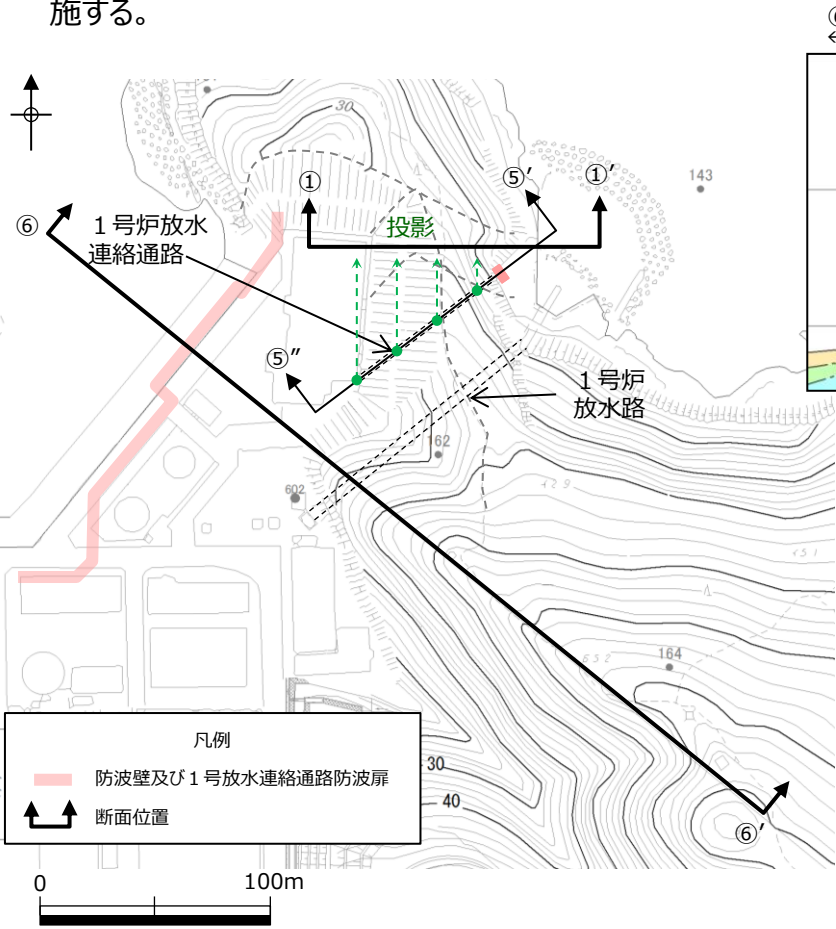 施する。
30
143
①
⑤’
①’
⑥
１号炉放水
連絡通路
投影
⑤”
１号炉
放水路
162
602
164
凡例
防波壁及び１号放水連絡通路防波扉
断面位置
30
40
⑥’
0
100m